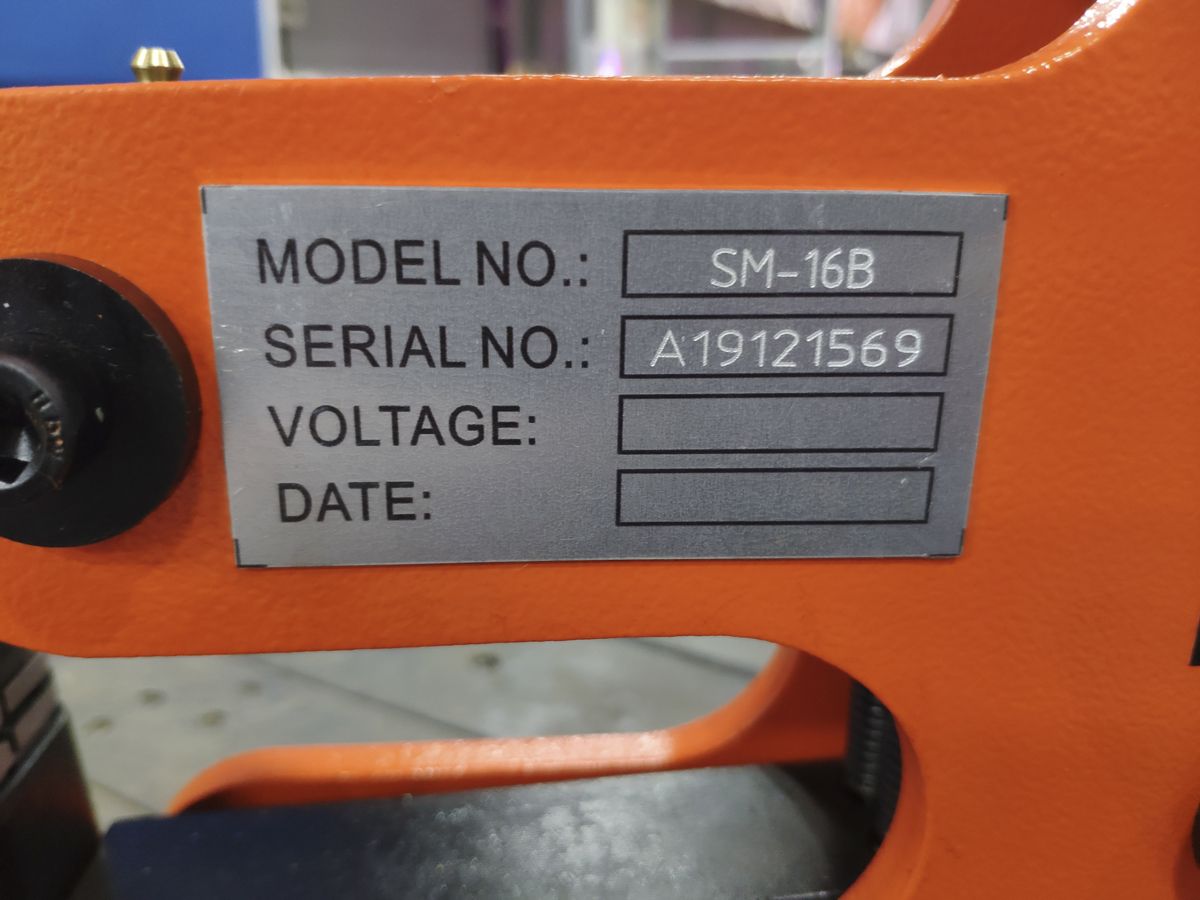 MODEL NO.: SM-16B
SERIAL NO.: A19121569
VOLTAGE:
DATE: